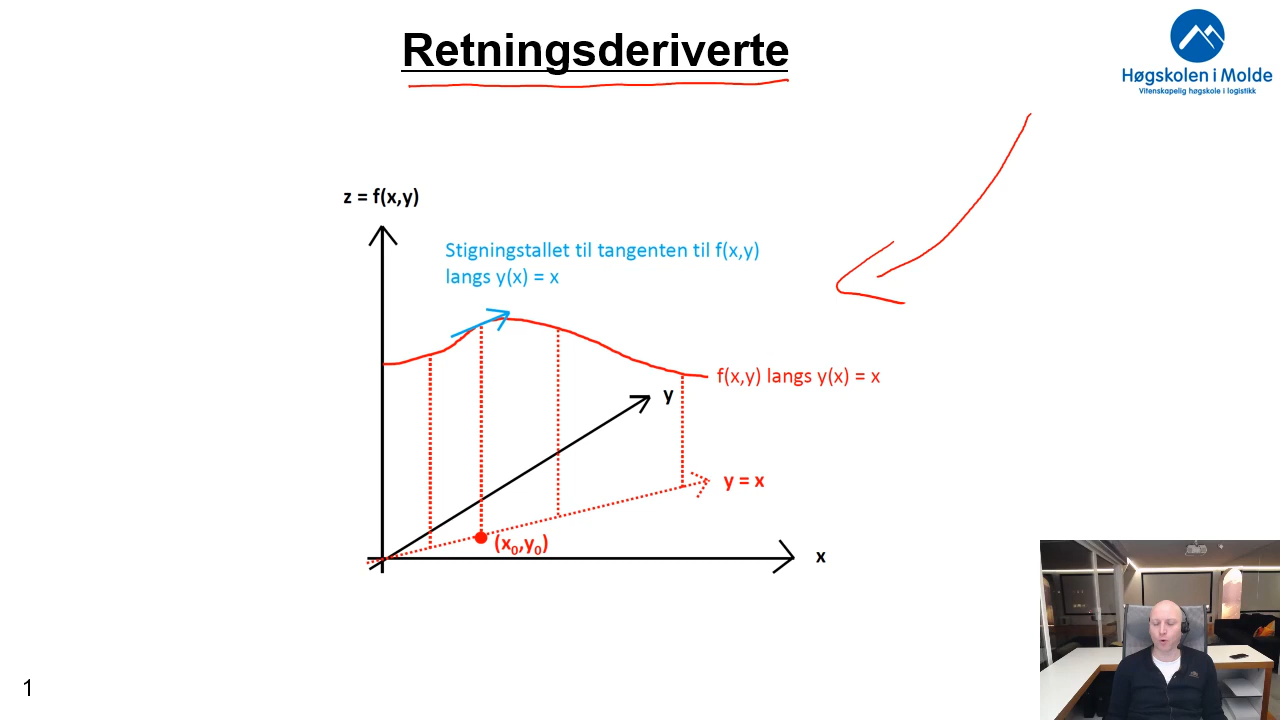 Retningsderiverte
Høgskolen i Molde
Vitenskapelig høgskole i logistikk
z = f(x,y)
Stigningstallet til tangenten til f(x,y)
langs y(x) = x
f(x,y) langs y(x) = x
y
y = x
(x₀,y₀)
x
1